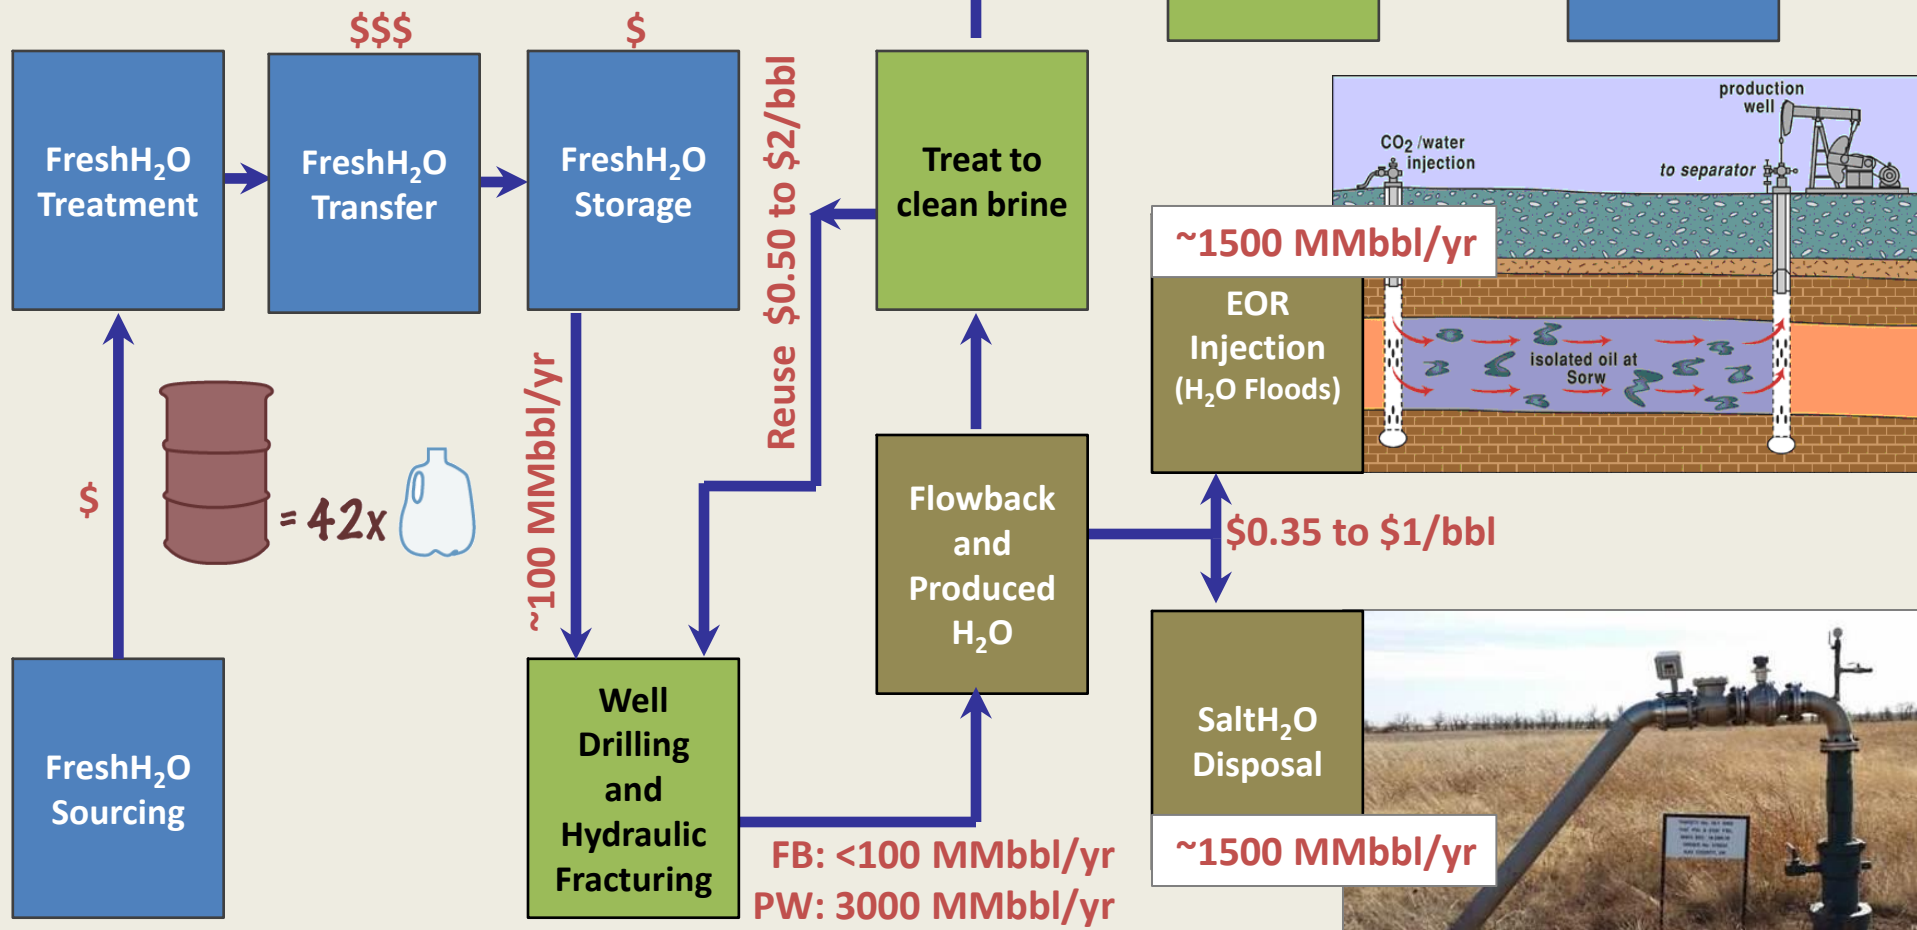 $$$
$
FreshH₂O
Treatment
FreshH₂O
Transfer
FreshH₂O
Storage
Reuse $0.50 to $2/bbl
Treat to
clean brine
production
well
CO₂ /water
injection
to separator
~1500 MMbbl/yr
EOR
Injection
(H₂O Floods)
isolated oil at
Sorw
$
= 42x
~100 MMbbl/yr
Flowback
and
Produced
H₂O
$0.35 to $1/bbl
FreshH₂O
Sourcing
Well
Drilling
and
Hydraulic
Fracturing
SaltH₂O
Disposal
~1500 MMbbl/yr
FB: <100 MMbbl/yr
PW: 3000 MMbbl/yr